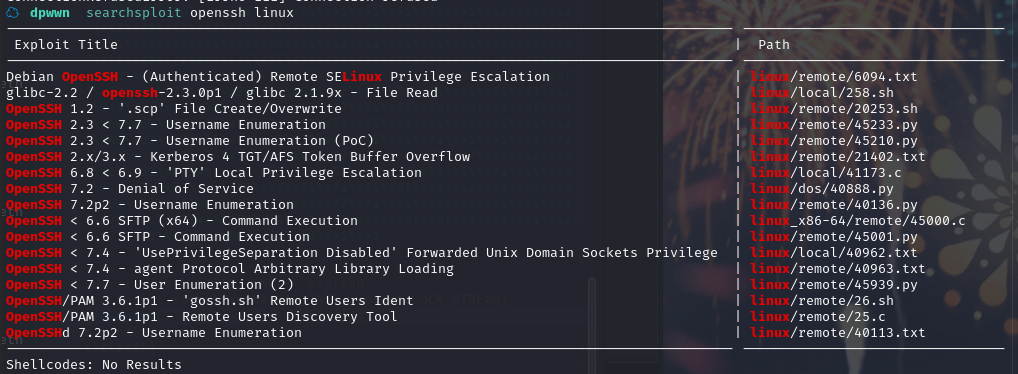 dpwwn searchsploit openssh linux
Exploit Title | Path
Debian OpenSSH - (Authenticated) Remote SELinux Privilege Escalation | linux/remote/6094.txt
glibc-2.2 / openssh-2.3.0p1 / glibc 2.1.9x - File Read | linux/local/258.sh
OpenSSH 1.2 - '.scp' File Create/Overwrite | linux/remote/20253.sh
OpenSSH 2.3 < 7.7 - Username Enumeration | linux/remote/45233.py
OpenSSH 2.3 < 7.7 - Username Enumeration (PoC) | linux/remote/45210.py
OpenSSH 2.x/3.x - Kerberos 4 TGT/AFS Token Buffer Overflow | linux/remote/21402.txt
OpenSSH 6.8 < 6.9 - 'PTY' Local Privilege Escalation | linux/local/41173.c
OpenSSH 7.2 - Denial of Service | linux/dos/40888.py
OpenSSH 7.2p2 - Username Enumeration | linux/remote/40136.py
OpenSSH < 6.6 SFTP (x64) - Command Execution | linux_x86-64/remote/45000.c
OpenSSH < 6.6 SFTP - Command Execution | linux/remote/45001.py
OpenSSH < 7.4 - 'UsePrivilegeSeparation Disabled' Forwarded Unix Domain Sockets Privilege | linux/local/40962.txt
OpenSSH < 7.4 - agent Protocol Arbitrary Library Loading | linux/remote/40963.txt
OpenSSH < 7.7 - User Enumeration (2) | linux/remote/45939.py
OpenSSH/PAM 3.6.1p1 - 'gossh.sh' Remote Users Ident | linux/remote/26.sh
OpenSSH/PAM 3.6.1p1 - Remote Users Discovery Tool | linux/remote/25.c
OpenSSHd 7.2p2 - Username Enumeration | linux/remote/40113.txt
Shellcodes: No Results